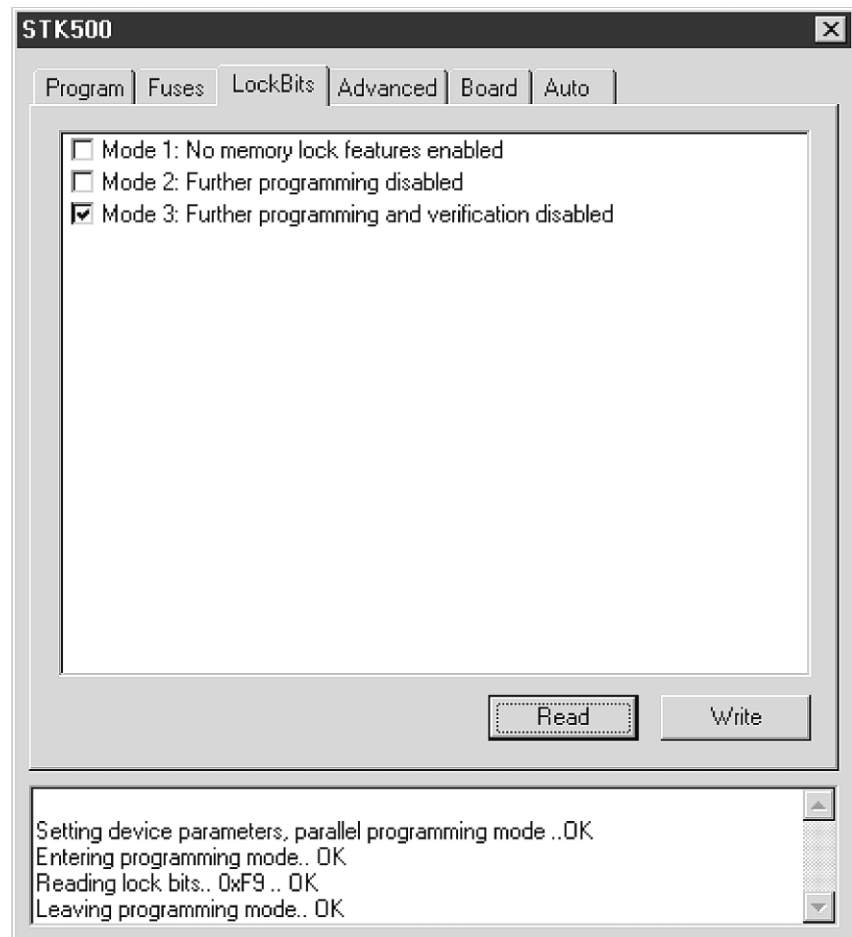 STK500
Program Fuses LockBits Advanced Board Auto
Mode 1: No memory lock features enabled
Mode 2: Further programming disabled
Mode 3: Further programming and verification disabled
Read Write
Setting device parameters, parallel programming mode ..OK
Entering programming mode.. OK
Reading lock bits.. 0xF9 .. OK
Leaving programming mode.. OK